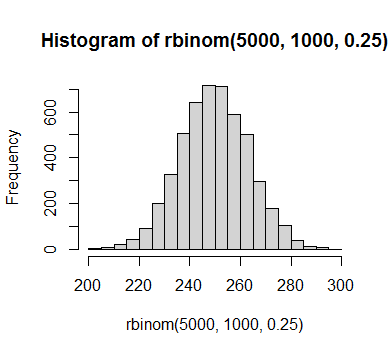 Histogram of rbinom(5000, 1000, 0.25)
Frequency
600
400
200
0
200 220 240 260 280 300
rbinom(5000, 1000, 0.25)